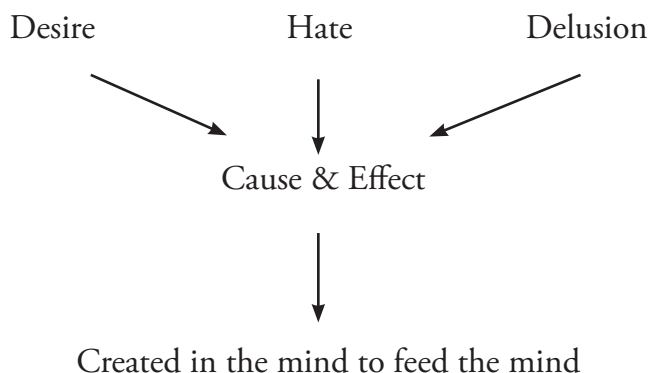 Desire Hate Delusion
Cause & Effect
Created in the mind to feed the mind